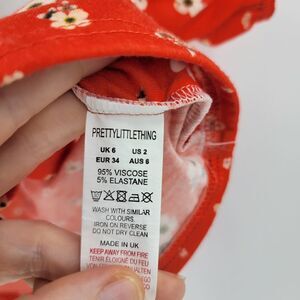 PRETTYLITTLETHING
UK 6 US 2
EUR 34 AUS 6
95% VISCOSE
5% ELASTANE
WASH WITH SIMILAR
COLOURS.
IRON ON REVERSE
DO NOT DRY CLEAN
MADE IN UK
KEEP AWAY FROM FIRE
TENIR ÉLOIGNÉ DU FEU